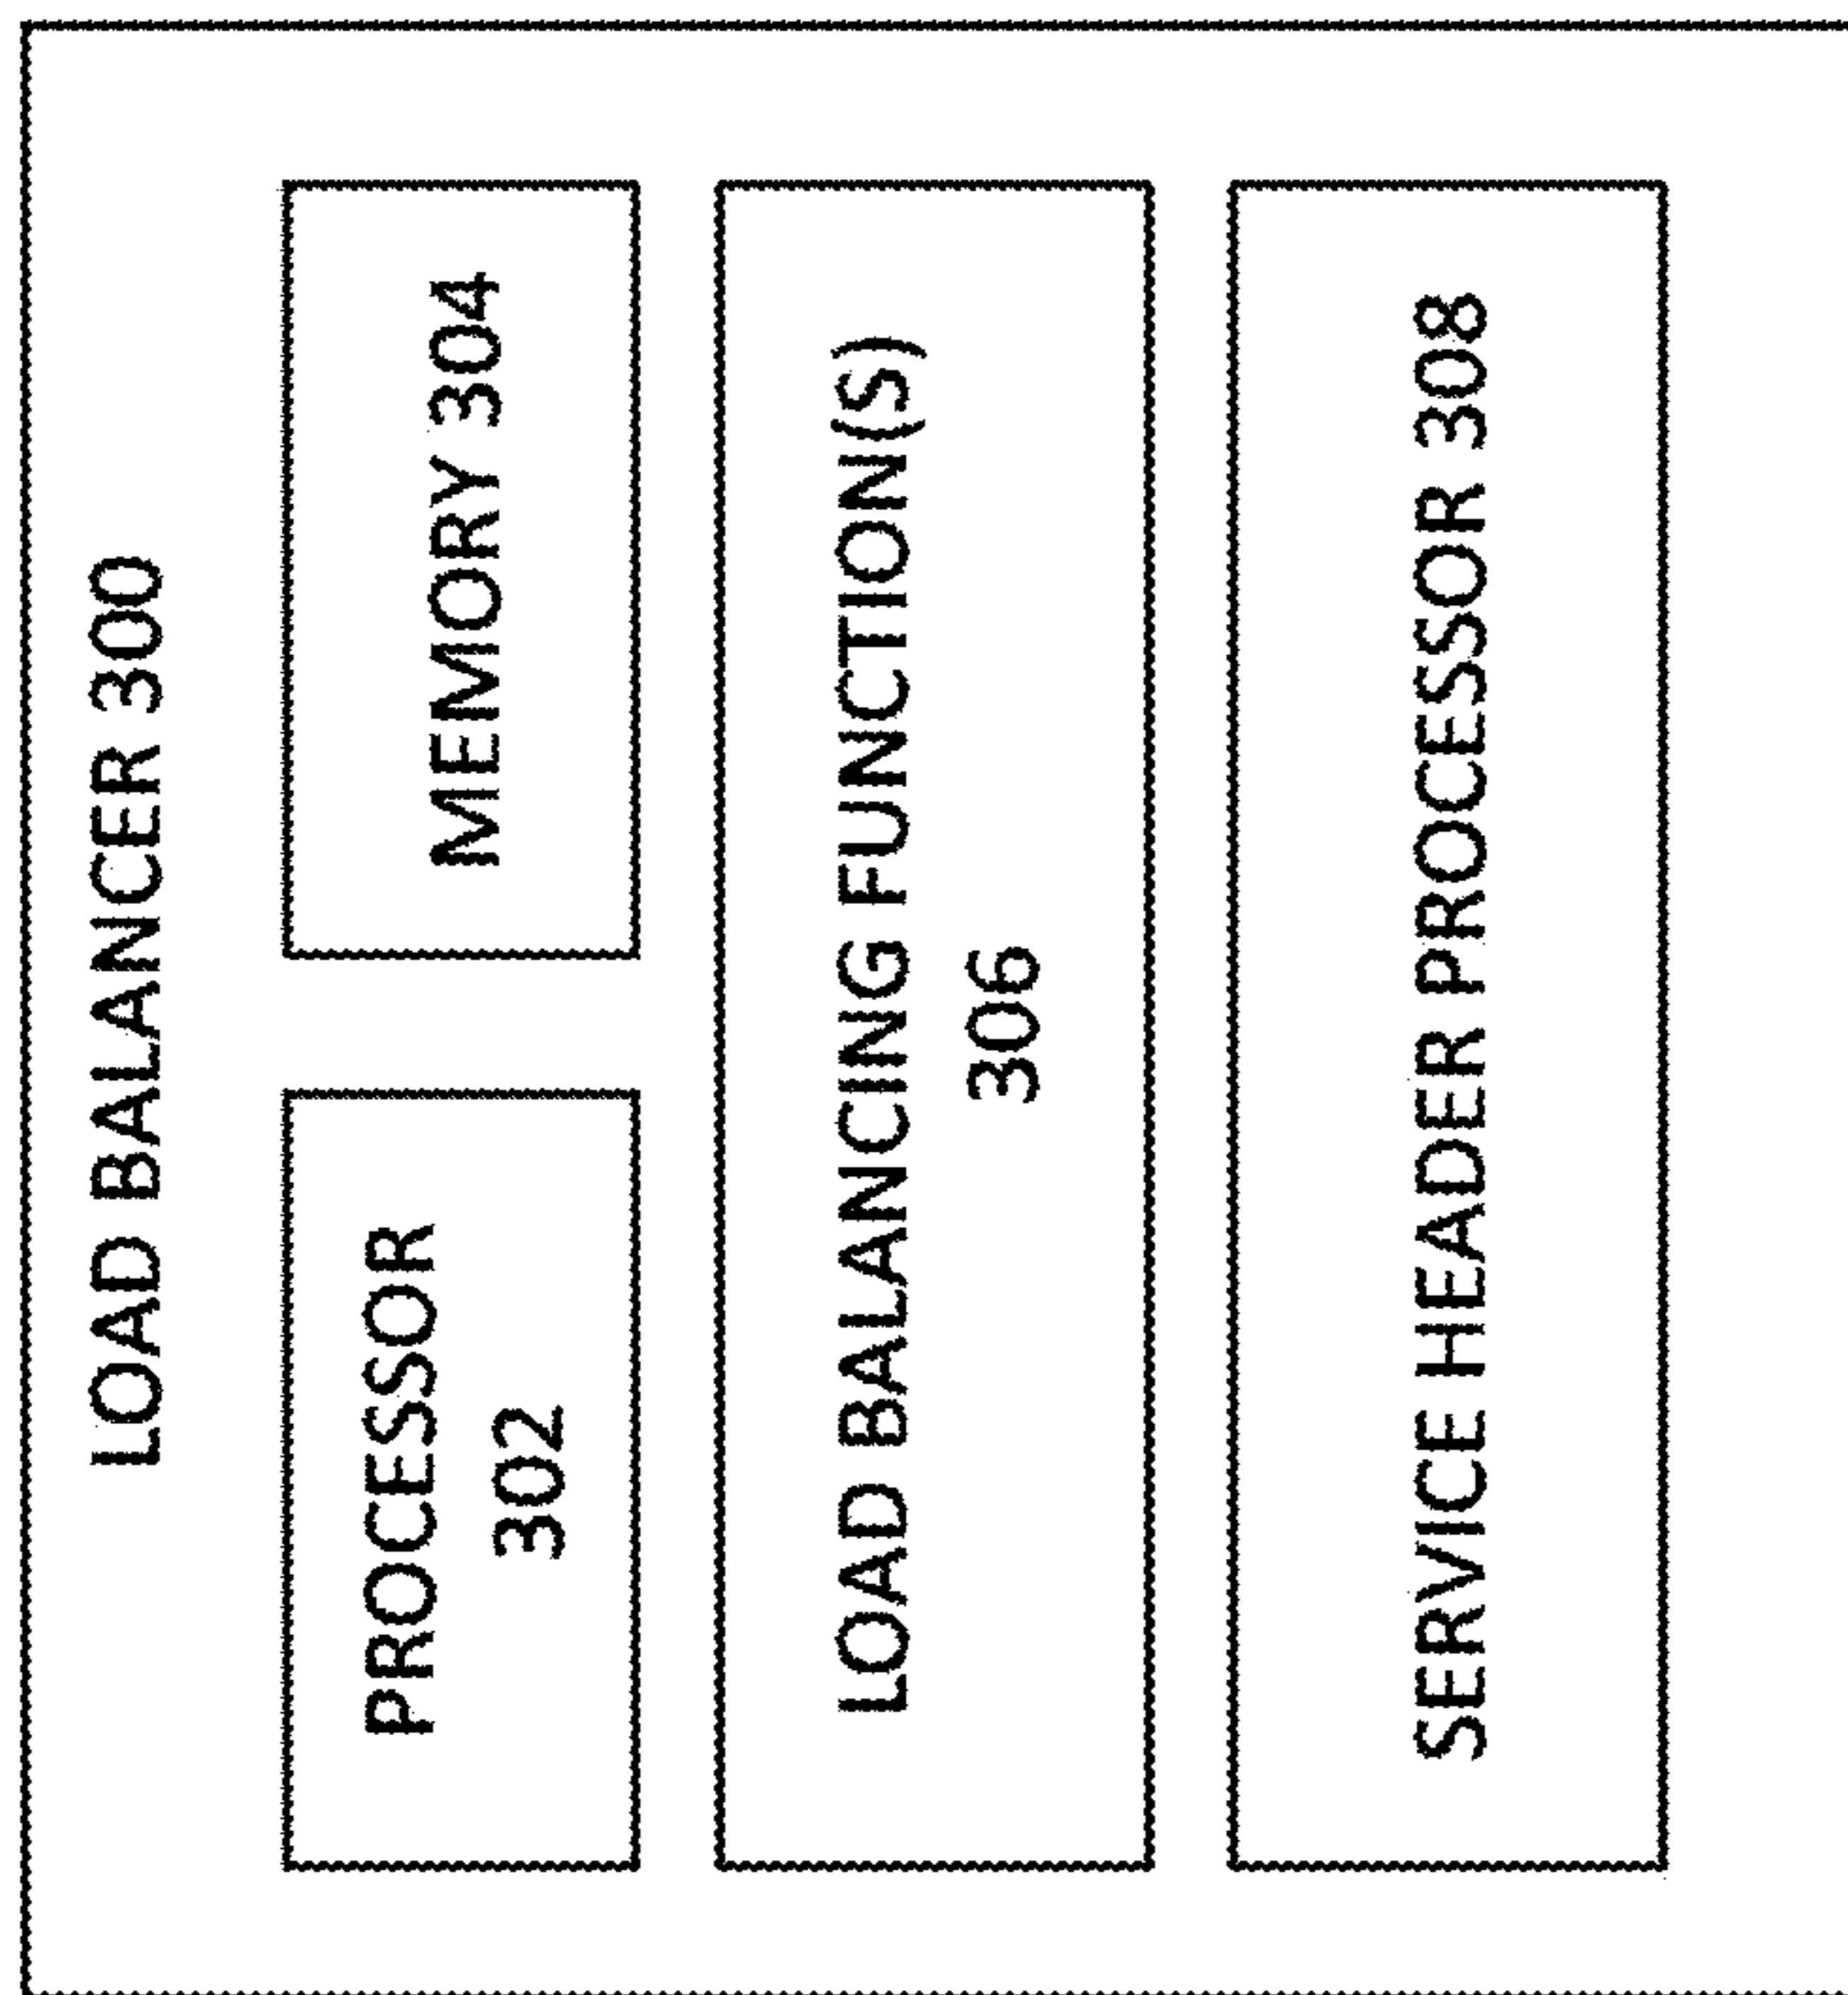 LOAD BALANCER 300
PROCESSOR
302
MEMORY 304
LOAD BALANCING FUNCTION(S)
306
SERVICE HEADER PROCESSOR 308